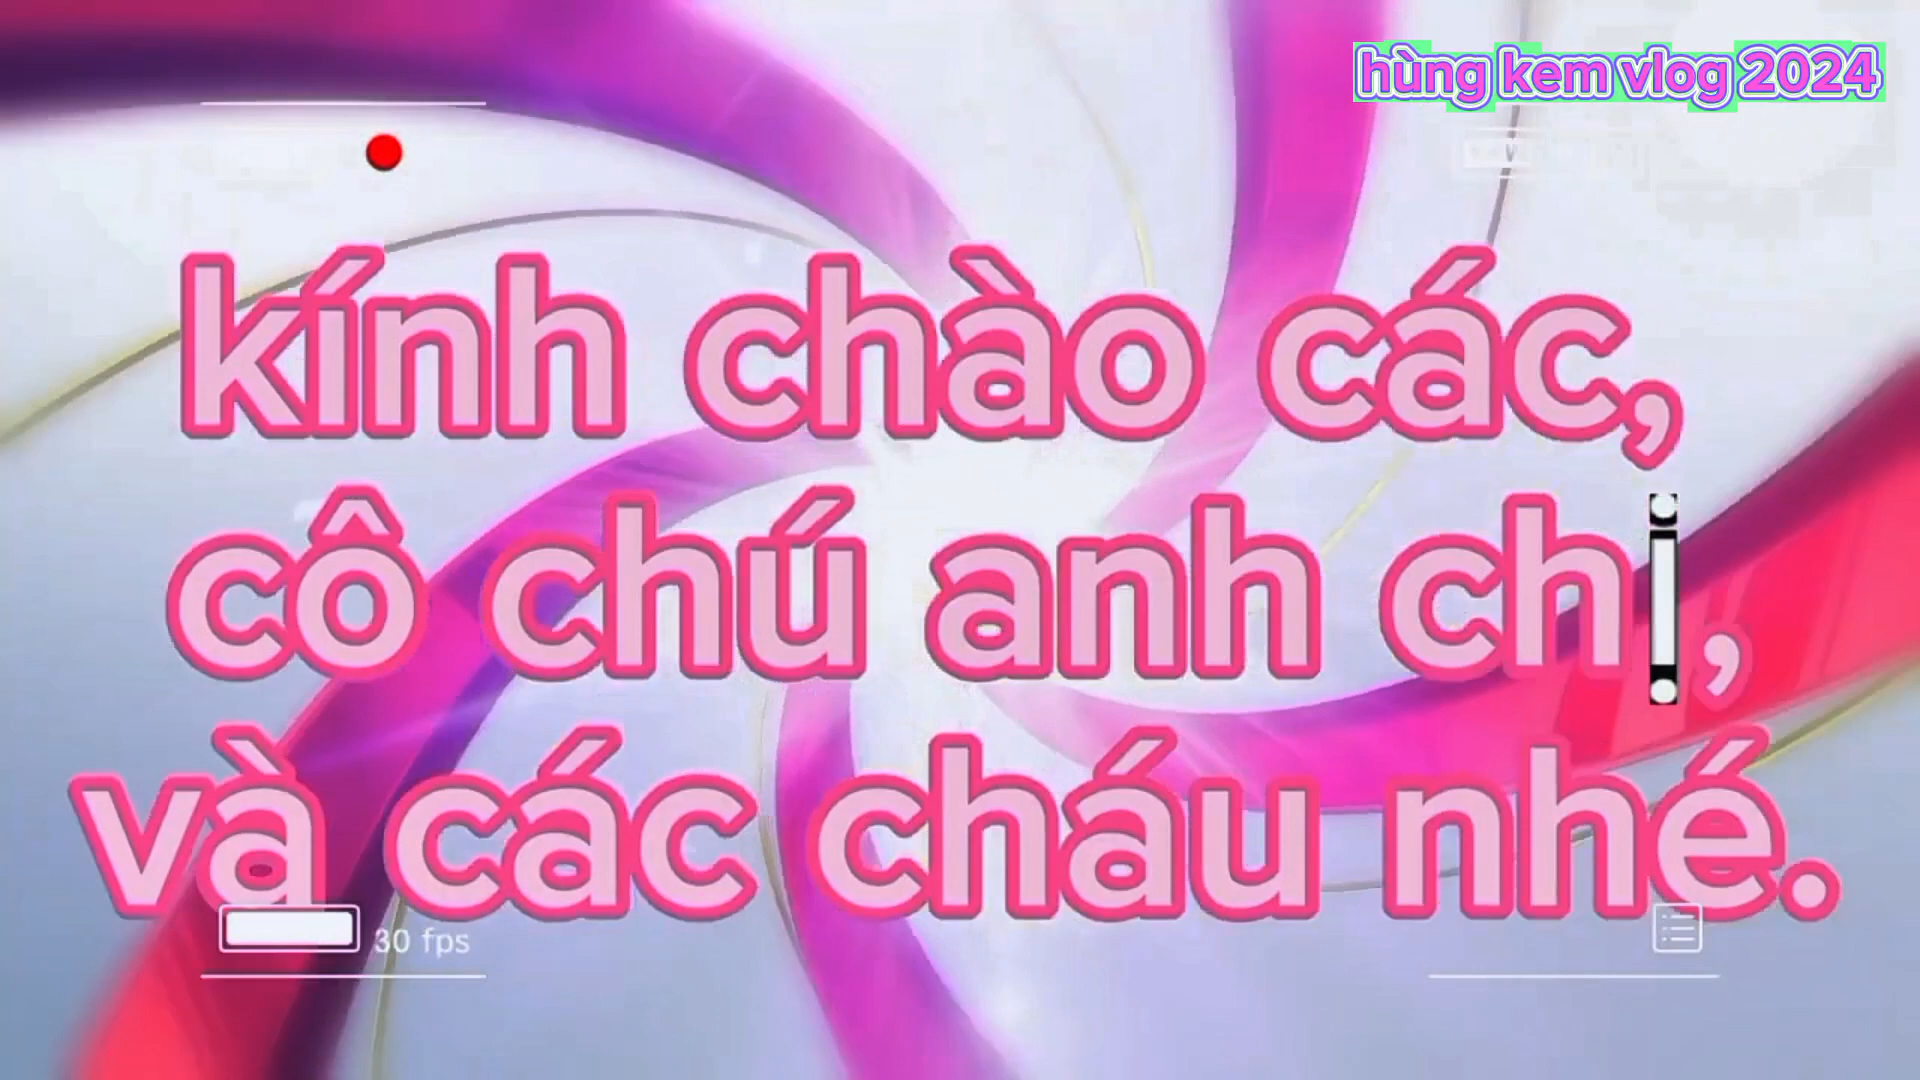 hùng kem vlog 2024
kính chào các,
cô chú anh chị,
và các cháu nhé.
30 fps